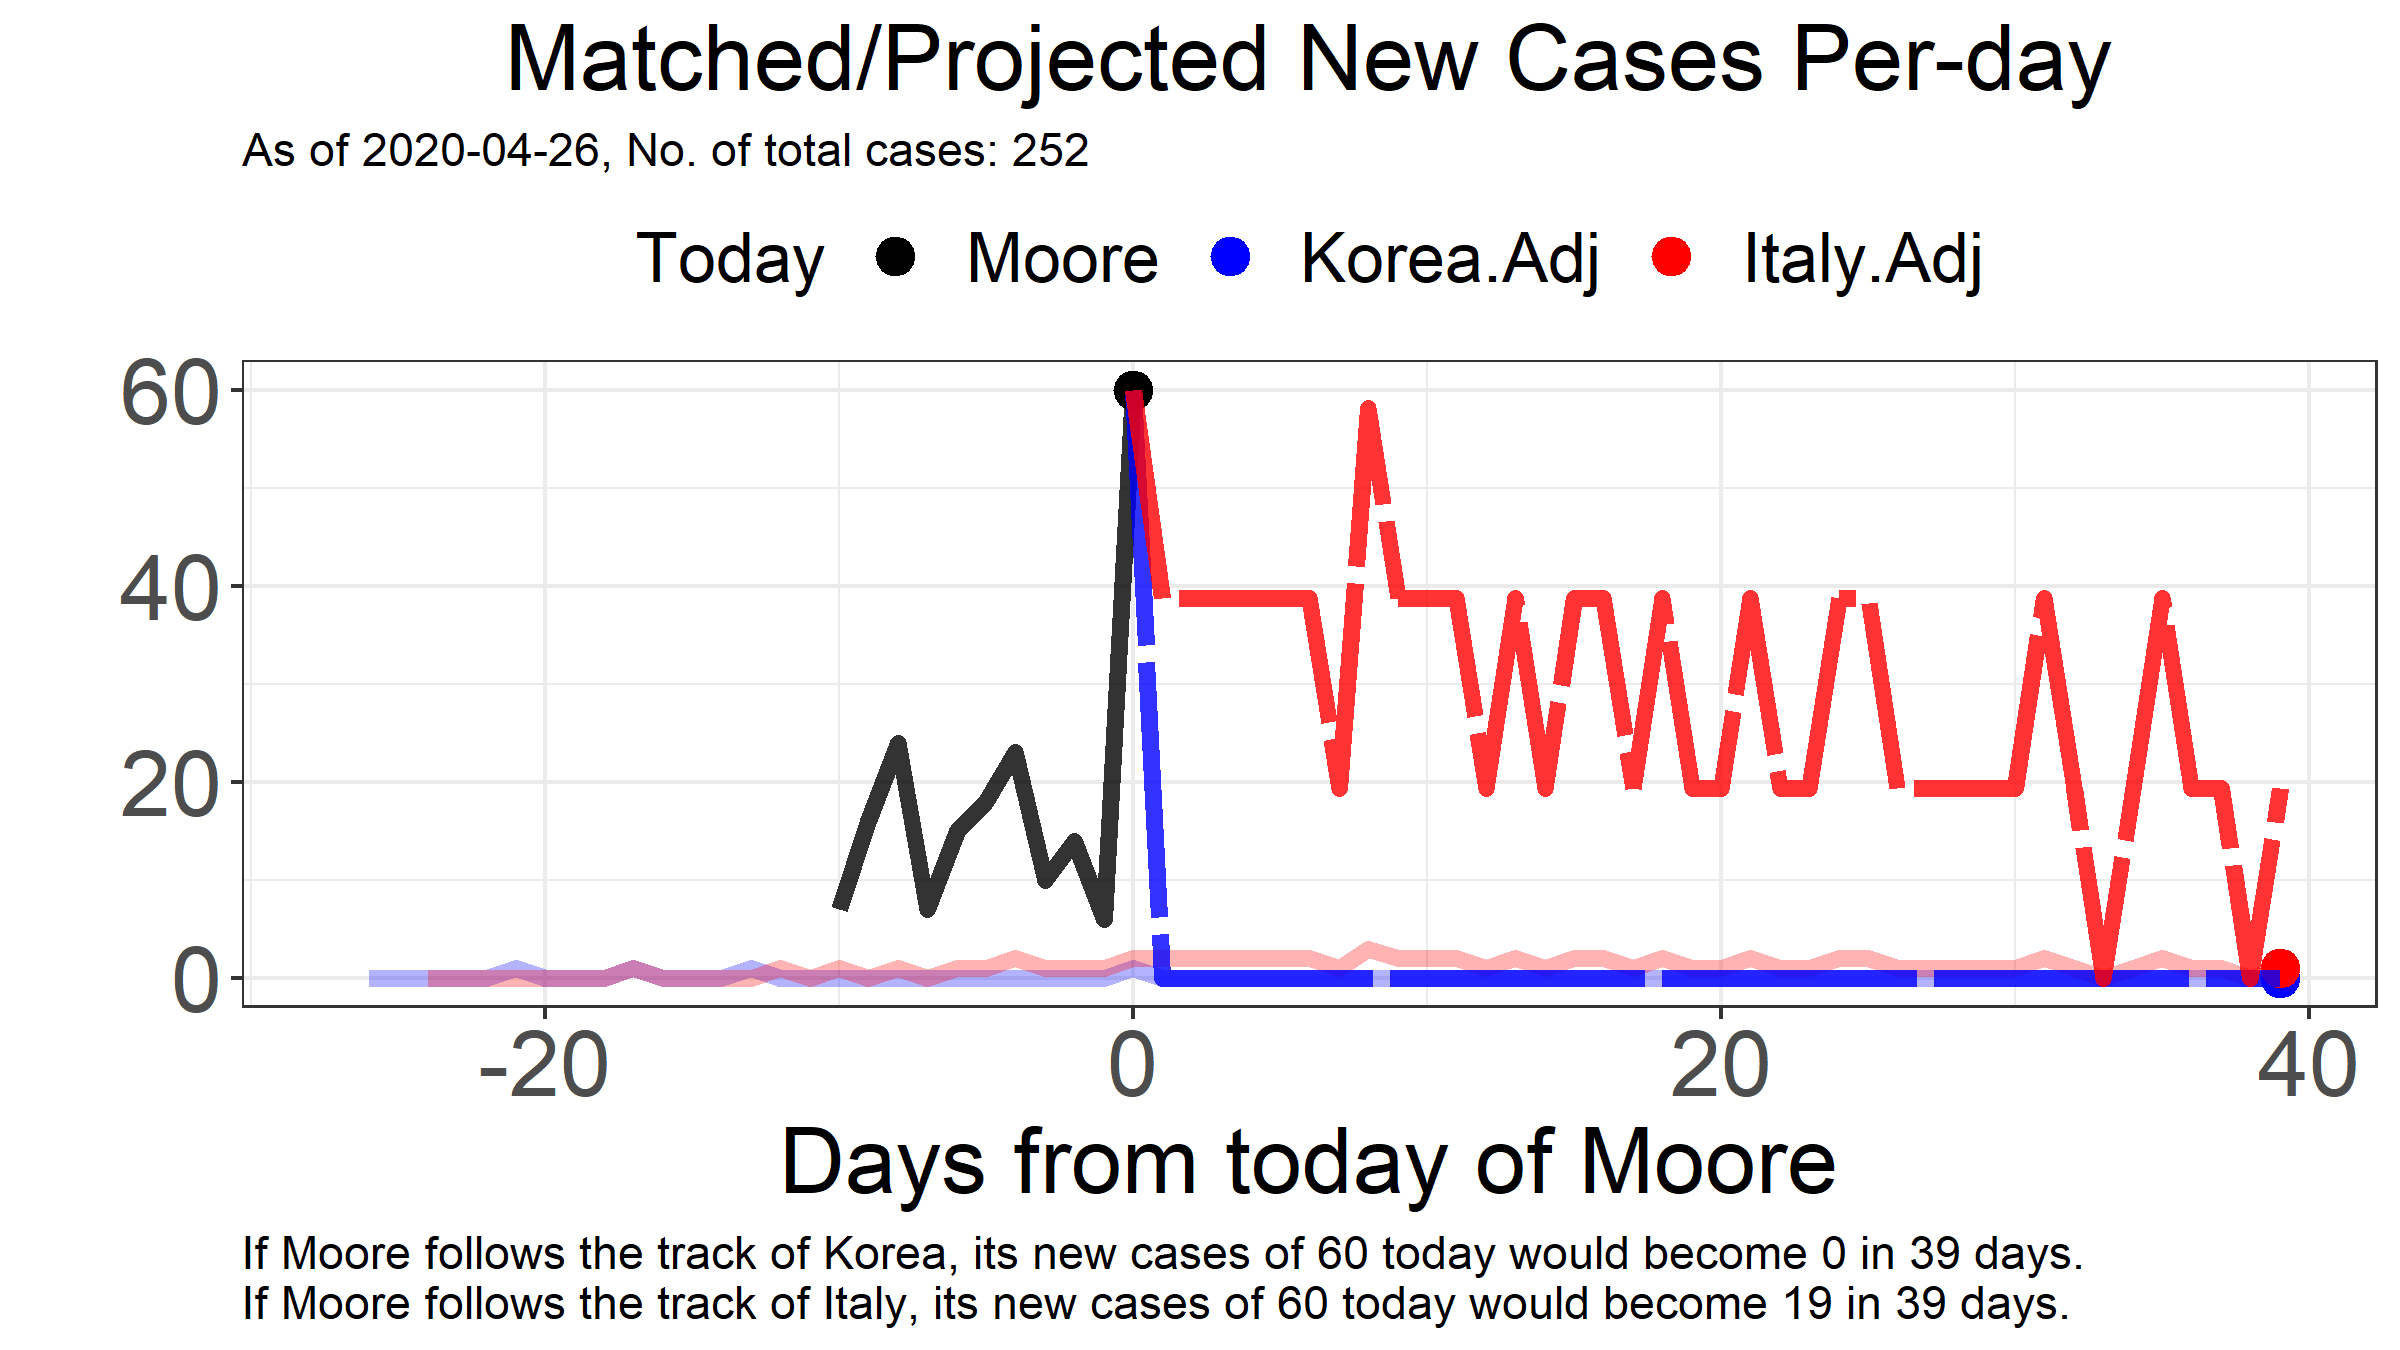 Matched/Projected New Cases Per-day
As of 2020-04-26, No. of total cases: 252
Today Moore Korea.Adj Italy.Adj
60
40
20
0
-20 0 20 40
Days from today of Moore
If Moore follows the track of Korea, its new cases of 60 today would become 0 in 39 days.
If Moore follows the track of Italy, its new cases of 60 today would become 19 in 39 days.